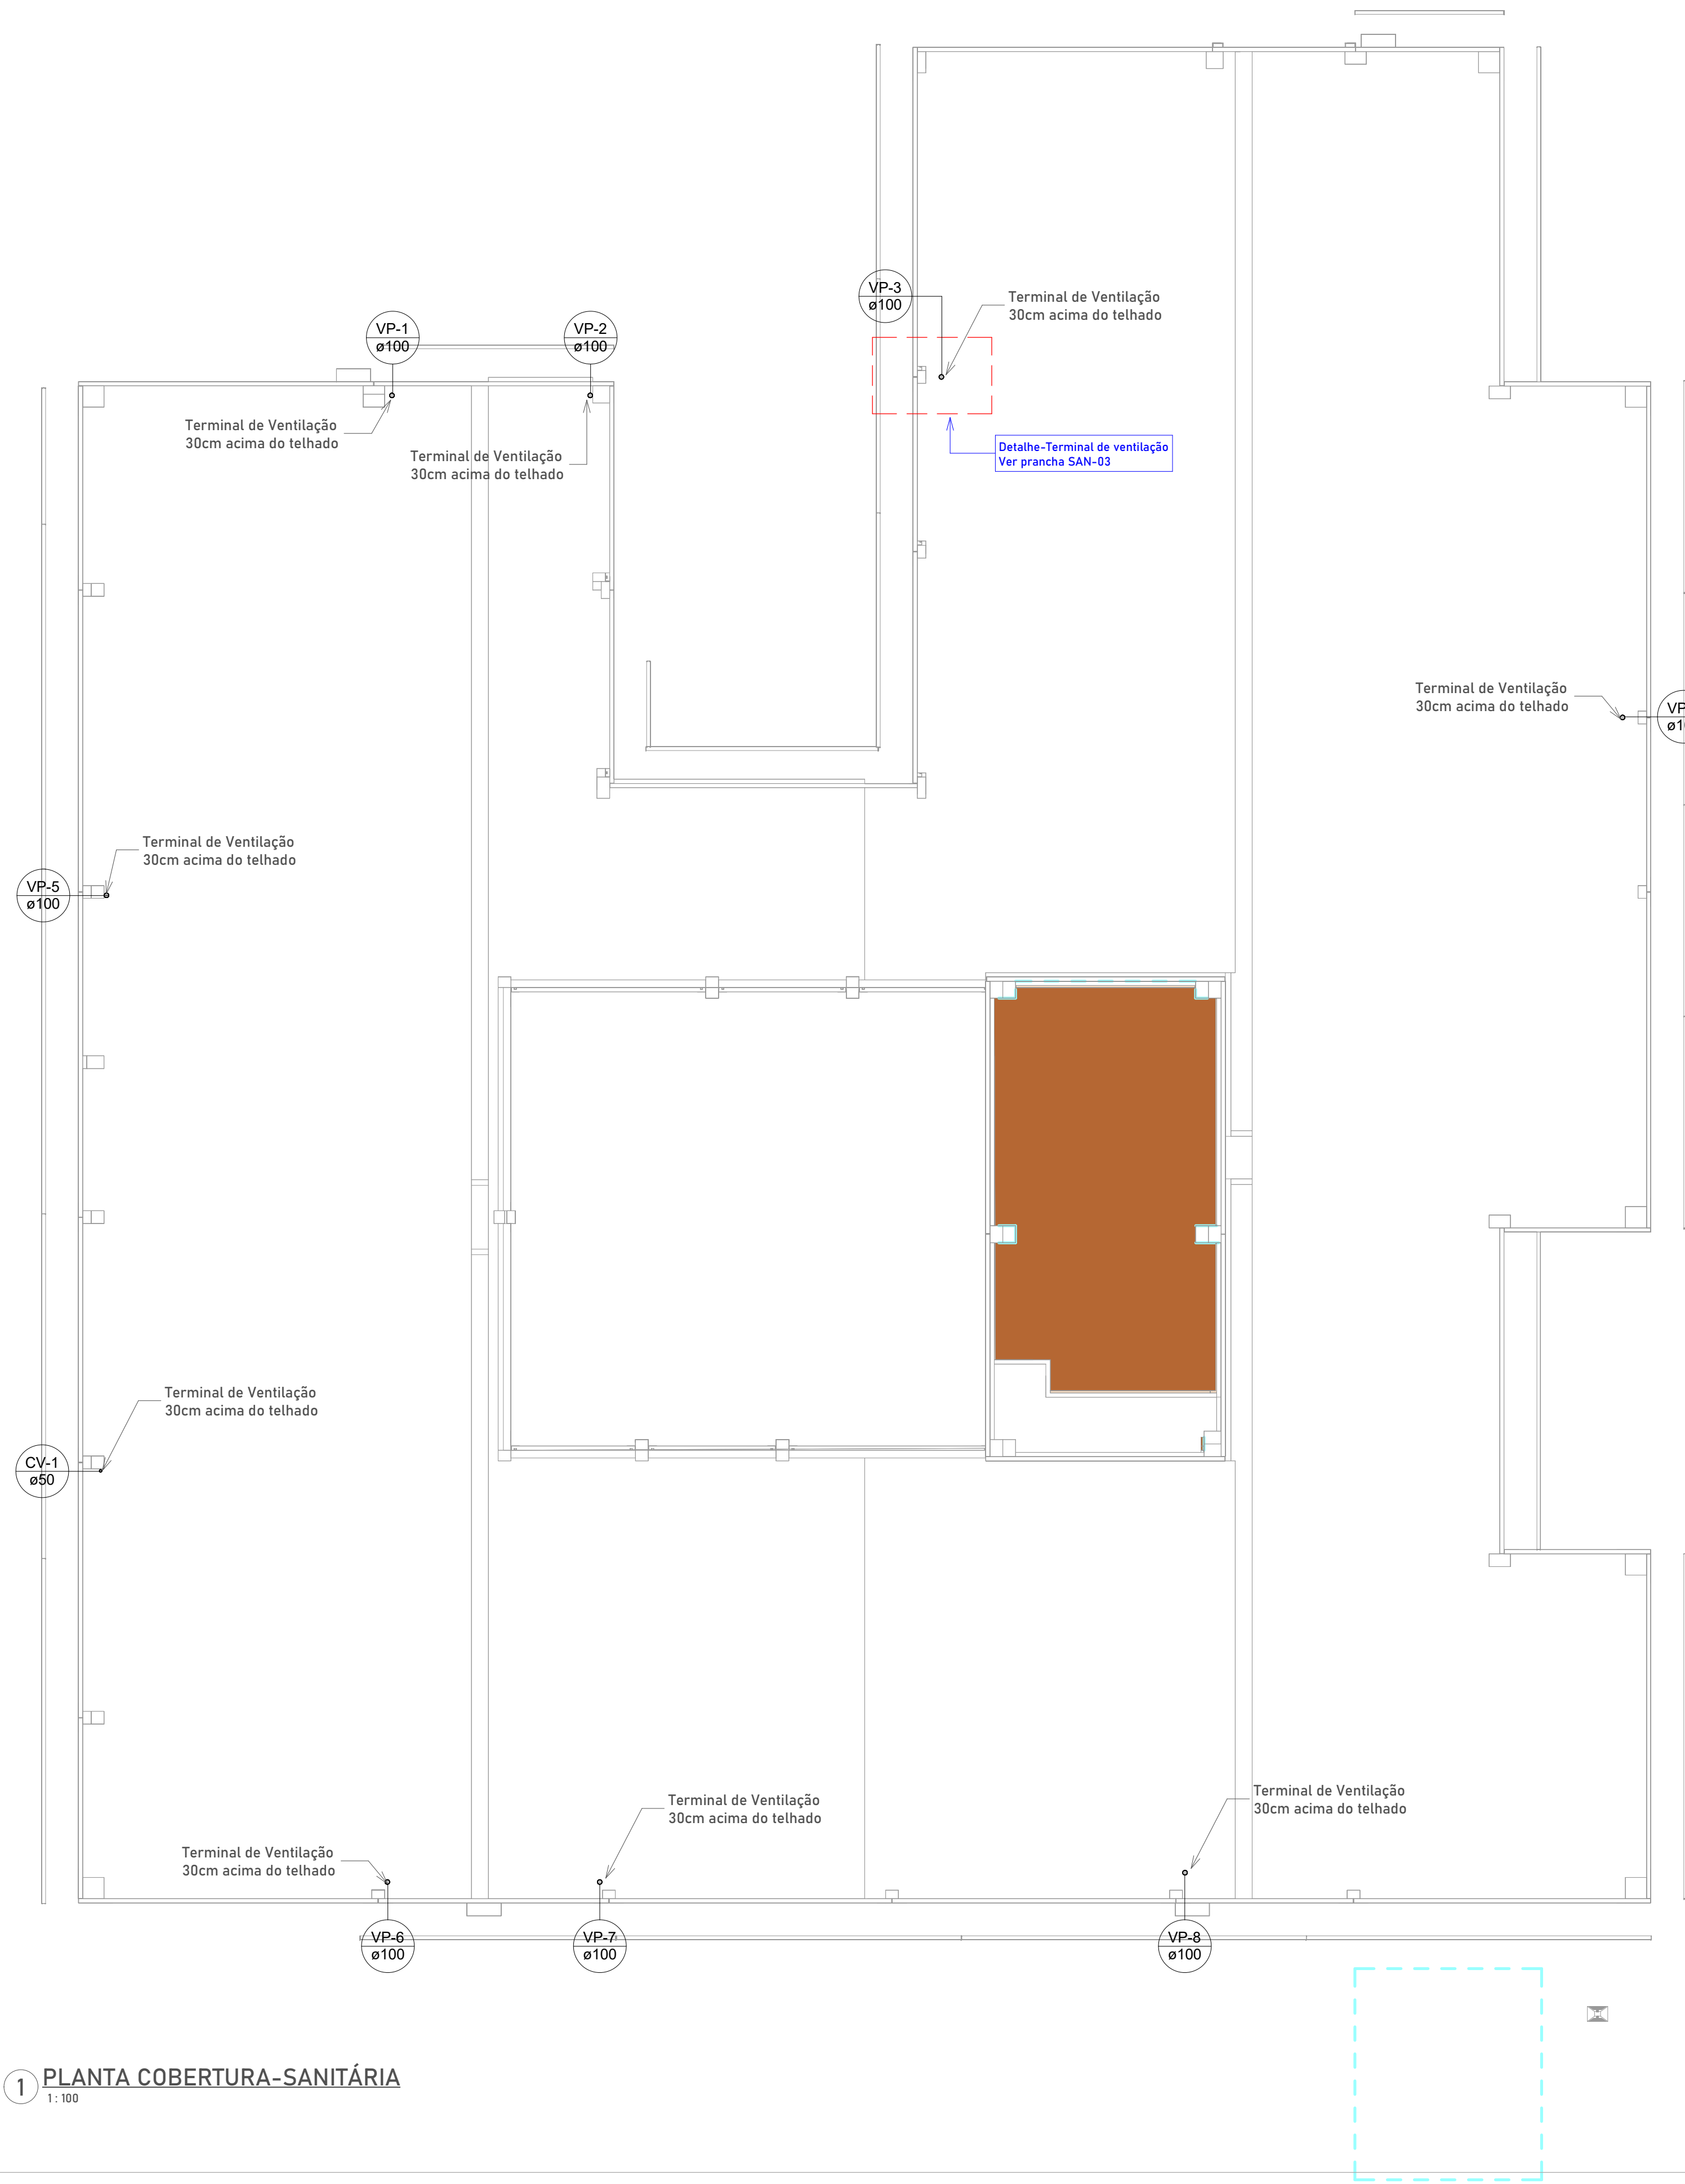 VP-3
ø100
Terminal de Ventilação
30cm acima do telhado
VP-1
ø100
VP-2
ø100
Terminal de Ventilação
30cm acima do telhado
Terminal de Ventilação
30cm acima do telhado
Detalhe-Terminal de ventilação
Ver prancha SAN-03
Terminal de Ventilação
30cm acima do telhado
VP
ø10
Terminal de Ventilação
30cm acima do telhado
VP-5
ø100
Terminal de Ventilação
30cm acima do telhado
CV-1
ø50
Terminal de Ventilação
30cm acima do telhado
Terminal de Ventilação
30cm acima do telhado
Terminal de Ventilação
30cm acima do telhado
VP-6
ø100
VP-7
ø100
VP-8
ø100
1 PLANTA COBERTURA-SANITÁRIA
1 : 100